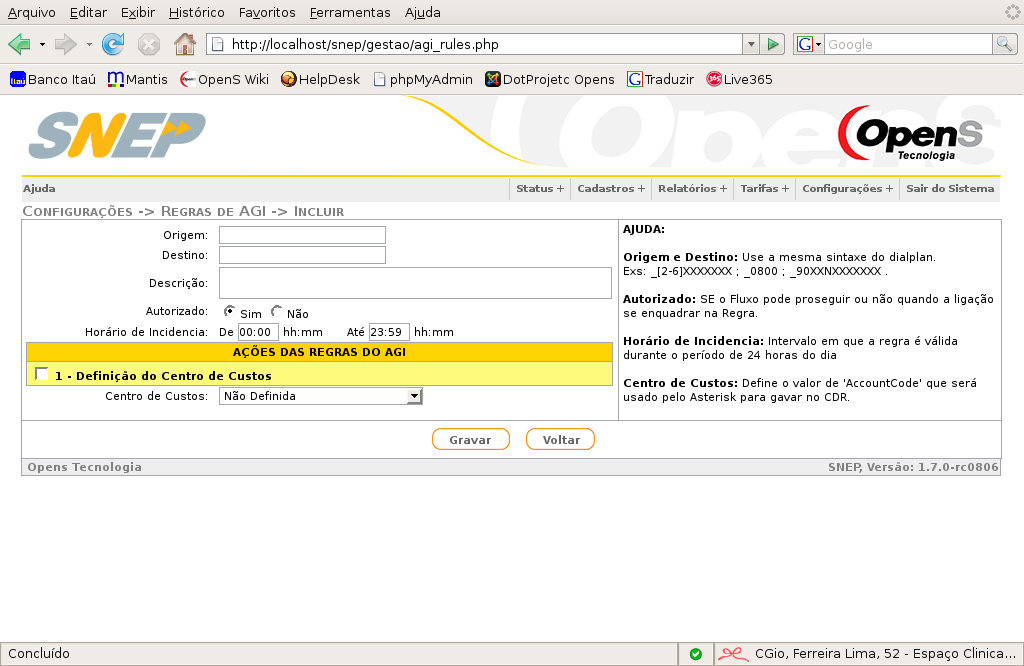 Arquivo Editar Exibir Histórico Favoritos Ferramentas Ajuda
http://localhost/snep/gestao/agi_rules.php
G Google
Itaú Banco Itaú Mantis OpenS Wiki HelpDesk phpMyAdmin DotProjetc Opens G Traduzir 365 Live365
SNEP
OpenS
OpenS
Tecnologia
Ajuda Status + Cadastros + Relatórios + Tarifas + Configurações + Sair do Sistema
Configurações -> Regras de AGI -> Incluir
Origem:
Destino:
Descrição:
Autorizado: Sim Não
Horário de Incidencia: De 00:00 hh:mm Até 23:59 hh:mm
AÇÕES DAS REGRAS DO AGI
1 - Definição do Centro de Custos
Centro de Custos: Não Definida
AJUDA:
Origem e Destino: Use a mesma sintaxe do dialplan.
Exs: _[2-6]XXXXXXX ; _0800 ; _90XXNXXXXXXX .
Autorizado: SE o Fluxo pode proseguir ou não quando a ligação
se enquadrar na Regra.
Horário de Incidencia: Intervalo em que a regra é válida
durante o período de 24 horas do dia
Centro de Custos: Define o valor de 'AccountCode' que será
usado pelo Asterisk para gavar no CDR.
Gravar Voltar
Opens Tecnologia SNEP, Versão: 1.7.0-rc0806
Concluído CGio, Ferreira Lima, 52 - Espaço Clinica...